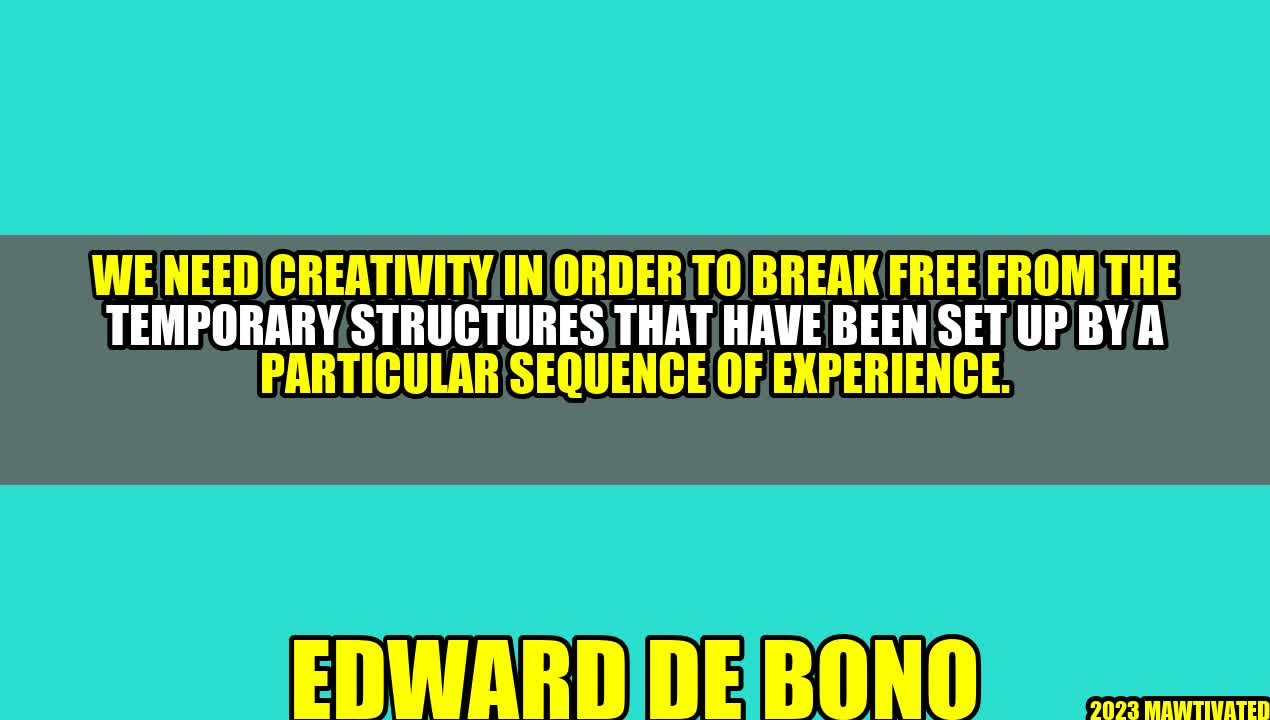 WE NEED CREATIVITY IN ORDER TO BREAK FREE FROM THE
TEMPORARY STRUCTURES THAT HAVE BEEN SET UP BY A
PARTICULAR SEQUENCE OF EXPERIENCE.
EDWARD DE BONO
2023 MAWTIVATED